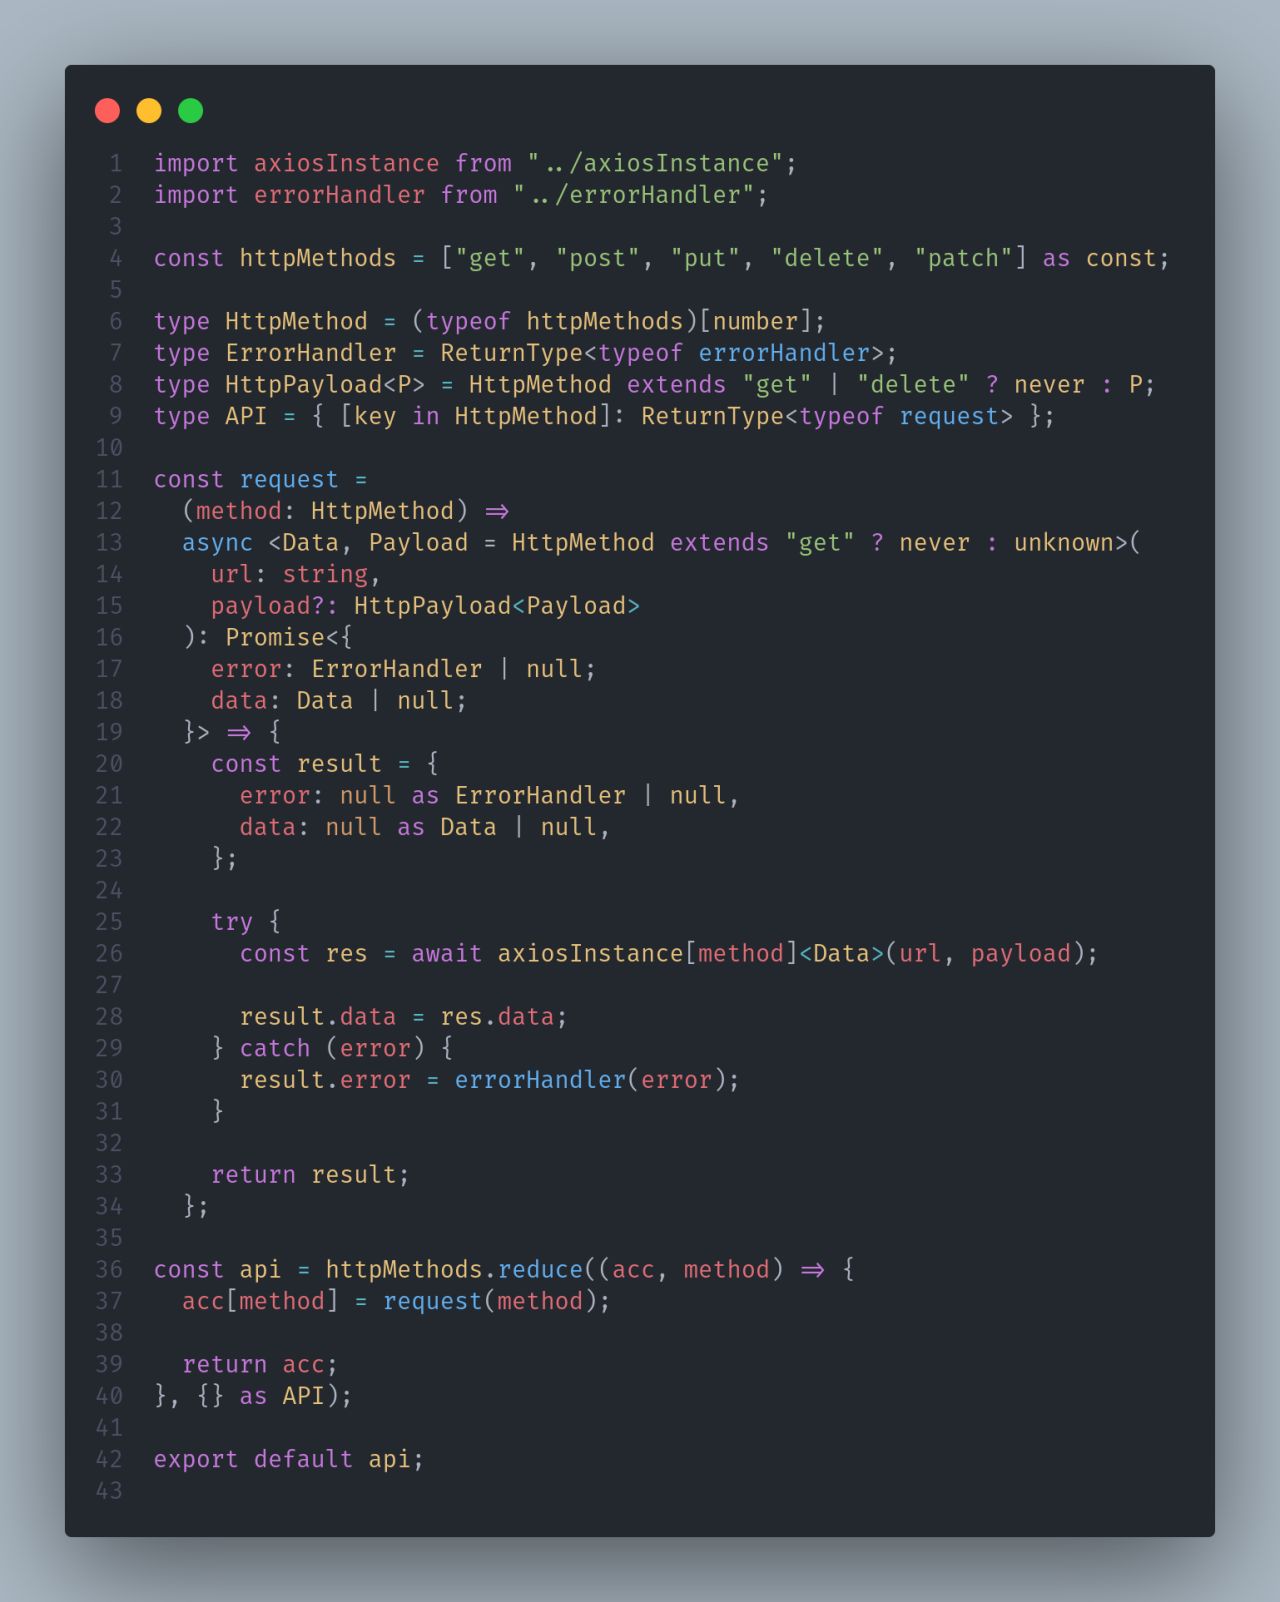 1 import axiosInstance from "../axiosInstance";
2 import errorHandler from "../errorHandler";
3
4 const httpMethods = ["get", "post", "put", "delete", "patch"] as const;
5
6 type HttpMethod = (typeof httpMethods)[number];
7 type ErrorHandler = ReturnType<typeof errorHandler>;
8 type HttpPayload<P> = HttpMethod extends "get" | "delete" ? never : P;
9 type API = { [key in HttpMethod]: ReturnType<typeof request> };
10
11 const request =
12   (method: HttpMethod) =>
13   async <Data, Payload = HttpMethod extends "get" ? never : unknown>(
14     url: string,
15     payload?: HttpPayload<Payload>
16   ): Promise<{
17     error: ErrorHandler | null;
18     data: Data | null;
19   }> => {
20     const result = {
21       error: null as ErrorHandler | null,
22       data: null as Data | null,
23     };
24
25     try {
26       const res = await axiosInstance[method]<Data>(url, payload);
27
28       result.data = res.data;
29     } catch (error) {
30       result.error = errorHandler(error);
31     }
32
33     return result;
34   };
35
36 const api = httpMethods.reduce((acc, method) => {
37   acc[method] = request(method);
38
39   return acc;
40 }, {} as API);
41
42 export default api;
43